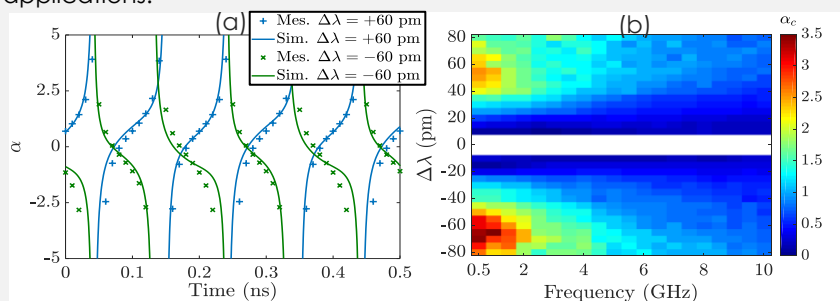 applications.
(a)
Mes. Δλ = +60 pm
Sim. Δλ = +60 pm
Mes. Δλ = −60 pm
Sim. Δλ = −60 pm
5
2.5
0
-2.5
-5
α
0
0.1
0.2
0.3
0.4
0.5
Time (ns)
(b)
α_c
80
60
40
20
0
-20
-40
-60
-80
Δλ (pm)
0.5
2
4
6
8
10
Frequency (GHz)
3.5
3
2.5
2
1.5
1
0.5
0